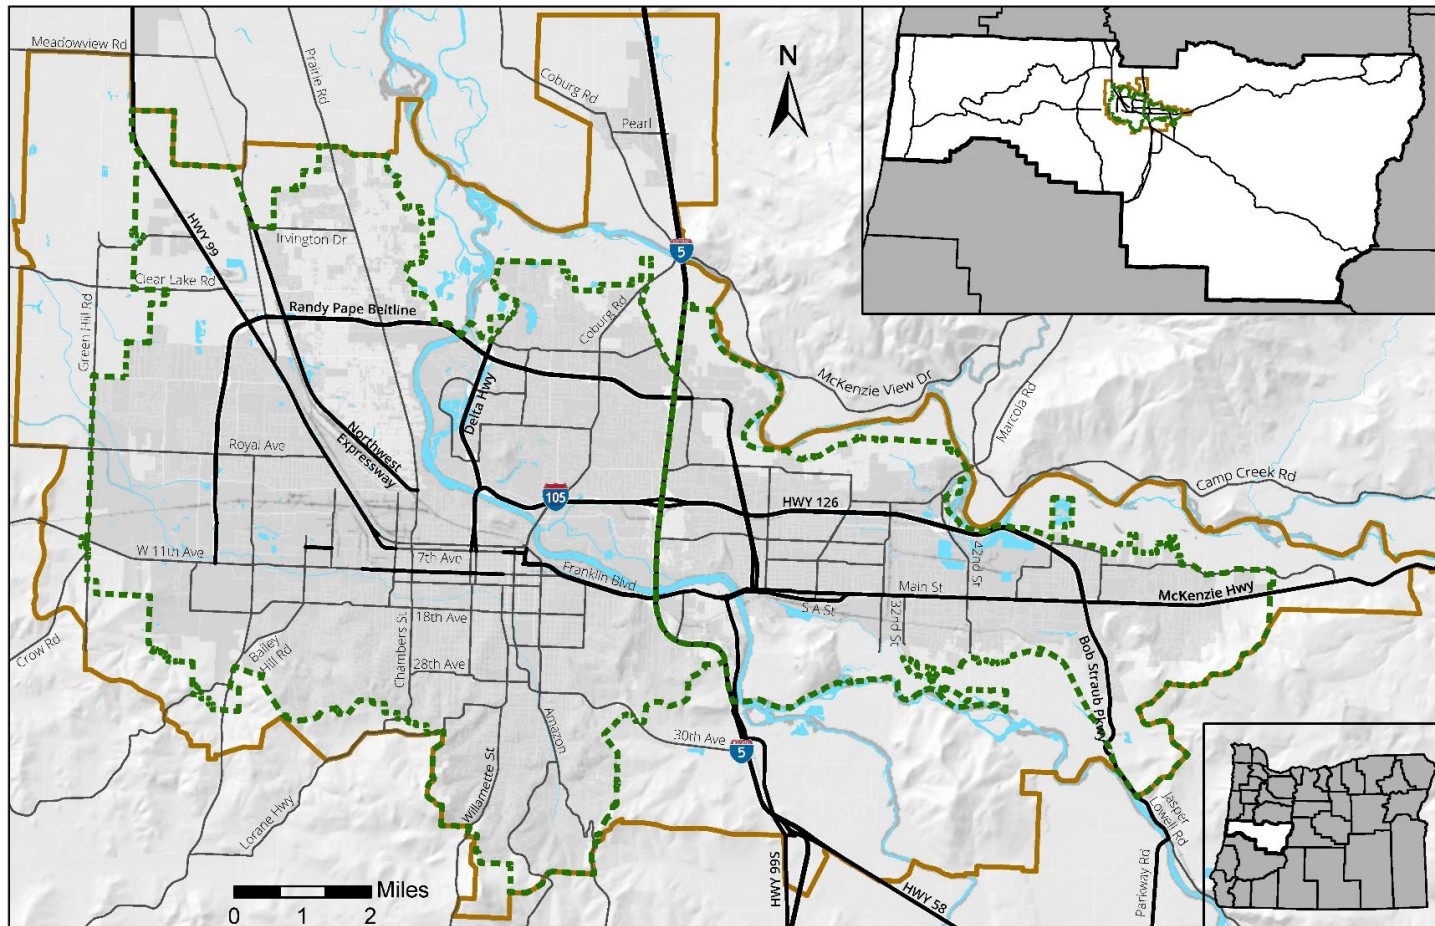 Meadowview Rd
Prairie Rd
Coburg Rd
Pearl
N
HWY 99
Irvington Dr
5
Clear Lake Rd
Green Hill Rd
Randy Pape Beltline
Coburg Rd
Delta Hwy
McKenzie View Dr
Marcola Rd
Royal Ave
Northwest
Expressway
Camp Creek Rd
105
HWY 126
W 11th Ave
7th Ave
Franklin Blvd
42nd St
Main St
McKenzie Hwy
S A St
32nd St
18th Ave
Chambers St
Bailey
Hill Rd
Crow Rd
28th Ave
Bob Straub Pkwy
Amazon
30th Ave
5
Willamette St
Lorane Hwy
Jasper
Lowell Rd
Parkway Rd
HWY 99S
HWY 58
Miles
0 1 2